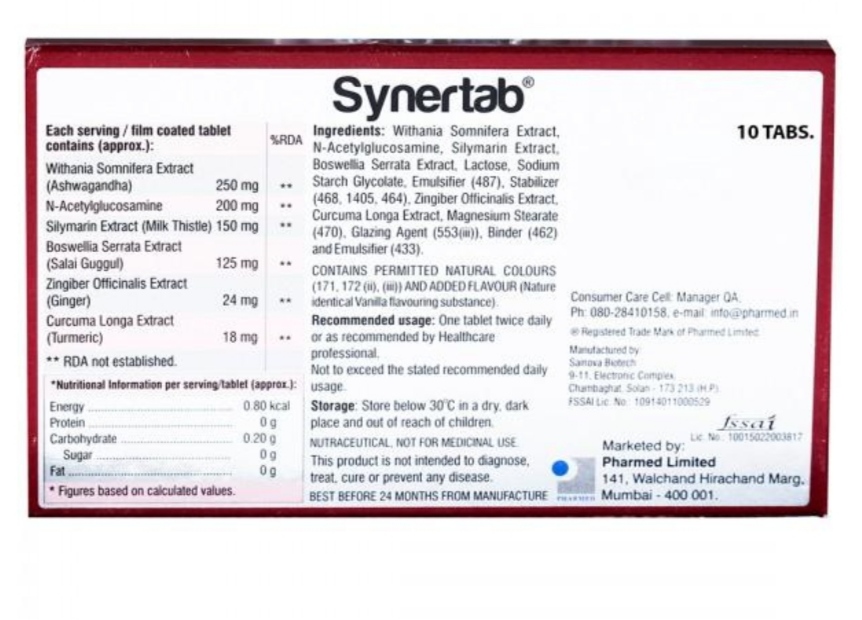 Synertab®
10 TABS.
Each serving / film coated tablet
contains (approx.):
%RDA
Withania Somnifera Extract
(Ashwagandha) 250 mg **
N-Acetylglucosamine 200 mg **
Silymarin Extract (Milk Thistle) 150 mg **
Boswellia Serrata Extract
(Salai Guggul) 125 mg **
Zingiber Officinalis Extract
(Ginger) 24 mg **
Curcuma Longa Extract
(Turmeric) 18 mg **
** RDA not established.
*Nutritional Information per serving/tablet (approx.):
Energy 0.80 kcal
Protein 0 g
Carbohydrate 0.20 g
Sugar 0 g
Fat 0 g
* Figures based on calculated values.
Ingredients: Withania Somnifera Extract,
N-Acetylglucosamine, Silymarin Extract,
Boswellia Serrata Extract, Lactose, Sodium
Starch Glycolate, Emulsifier (487), Stabilizer
(468, 1405, 464), Zingiber Officinalis Extract,
Curcuma Longa Extract, Magnesium Stearate
(470), Glazing Agent (553(iii)), Binder (462)
and Emulsifier (433).
CONTAINS PERMITTED NATURAL COLOURS
(171, 172 (ii), (iii)) AND ADDED FLAVOUR (Nature
identical Vanilla flavouring substance).
Recommended usage: One tablet twice daily
or as recommended by Healthcare
professional.
Not to exceed the stated recommended daily
usage.
Storage: Store below 30°C in a dry, dark
place and out of reach of children.
NUTRACEUTICAL, NOT FOR MEDICINAL USE.
This product is not intended to diagnose,
treat, cure or prevent any disease.
BEST BEFORE 24 MONTHS FROM MANUFACTURE
Consumer Care Cell: Manager QA,
Ph: 080-28410158, e-mail: info@pharmed.in
® Registered Trade Mark of Pharmed Limited.
Manufactured by:
Sainova Biotech
9-11, Electronic Complex,
Chambaghat, Solan - 173 213 (H.P.)
FSSAI Lic. No.: 10914011000529
fssai
Lic. No.: 10015022003817
Marketed by:
Pharmed Limited
141, Walchand Hirachand Marg,
Mumbai - 400 001.
PHARMED